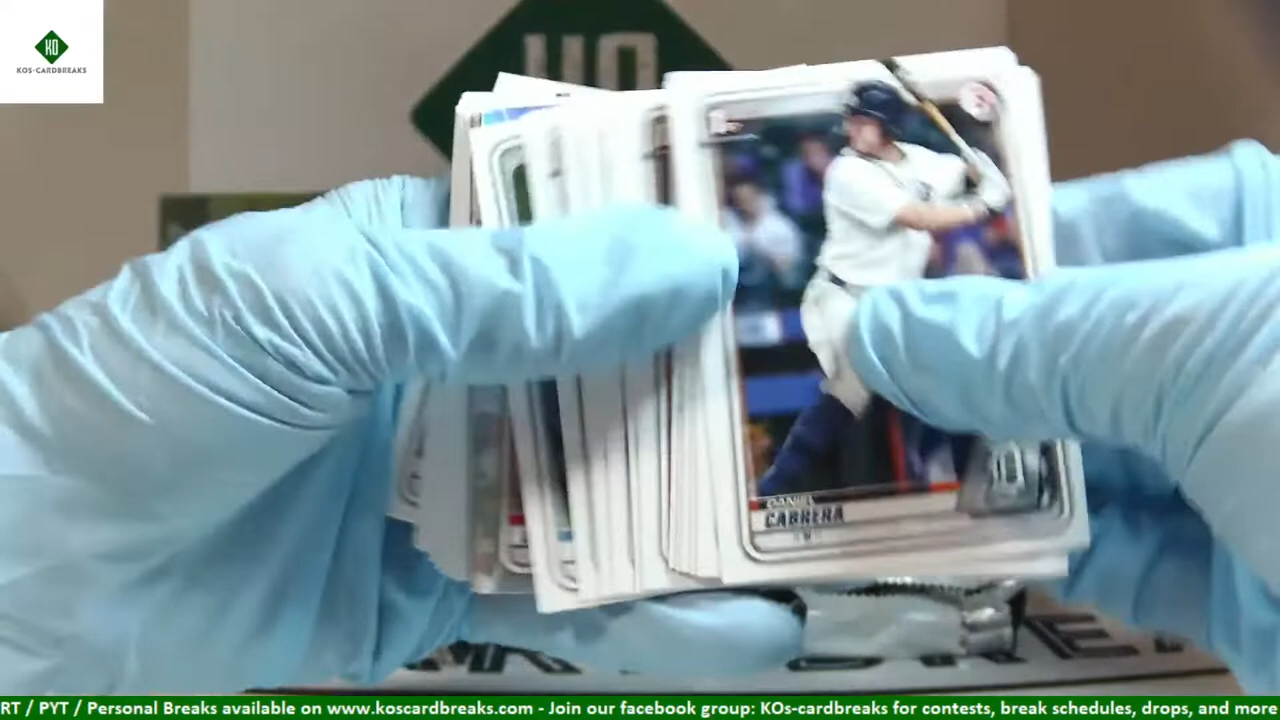 KO
KOS-CARDBREAKS
KO
DANIEL
CABRERA
RT / PYT / Personal Breaks available on www.koscardbreaks.com - Join our facebook group: KOs-cardbreaks for contests, break schedules, drops, and more